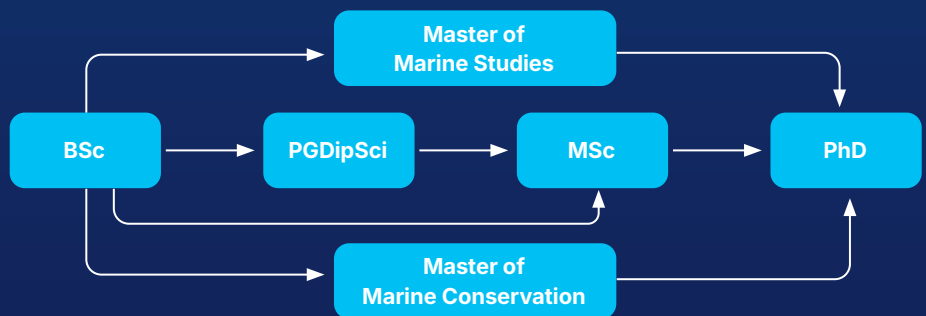 Master of
Marine Studies
BSc
PGDipSci
MSc
PhD
Master of
Marine Conservation